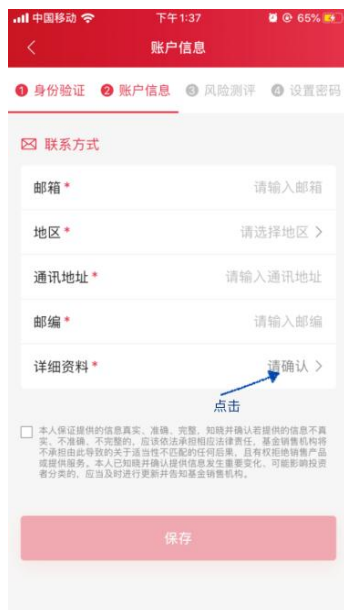 中国移动 下午1:37 65%
账户信息
1 身份验证 2 账户信息 3 风险测评 4 设置密码
联系方式
邮箱* 请输入邮箱
地区* 请选择地区
通讯地址* 请输入通讯地址
邮编* 请输入邮编
详细资料* 请确认
点击
本人保证提供的信息真实、准确、完整，知晓并确认若提供的信息不真
实、不准确、不完整的，应该依法承担相应法律责任，基金销售机构将
不承担由此导致的关于适当性不匹配的任何后果，且有权拒绝销售产品
或提供服务。本人已知晓并确认提供信息发生重要变化、可能影响投资
者分类的，应当及时进行更新并告知基金销售机构。
保存